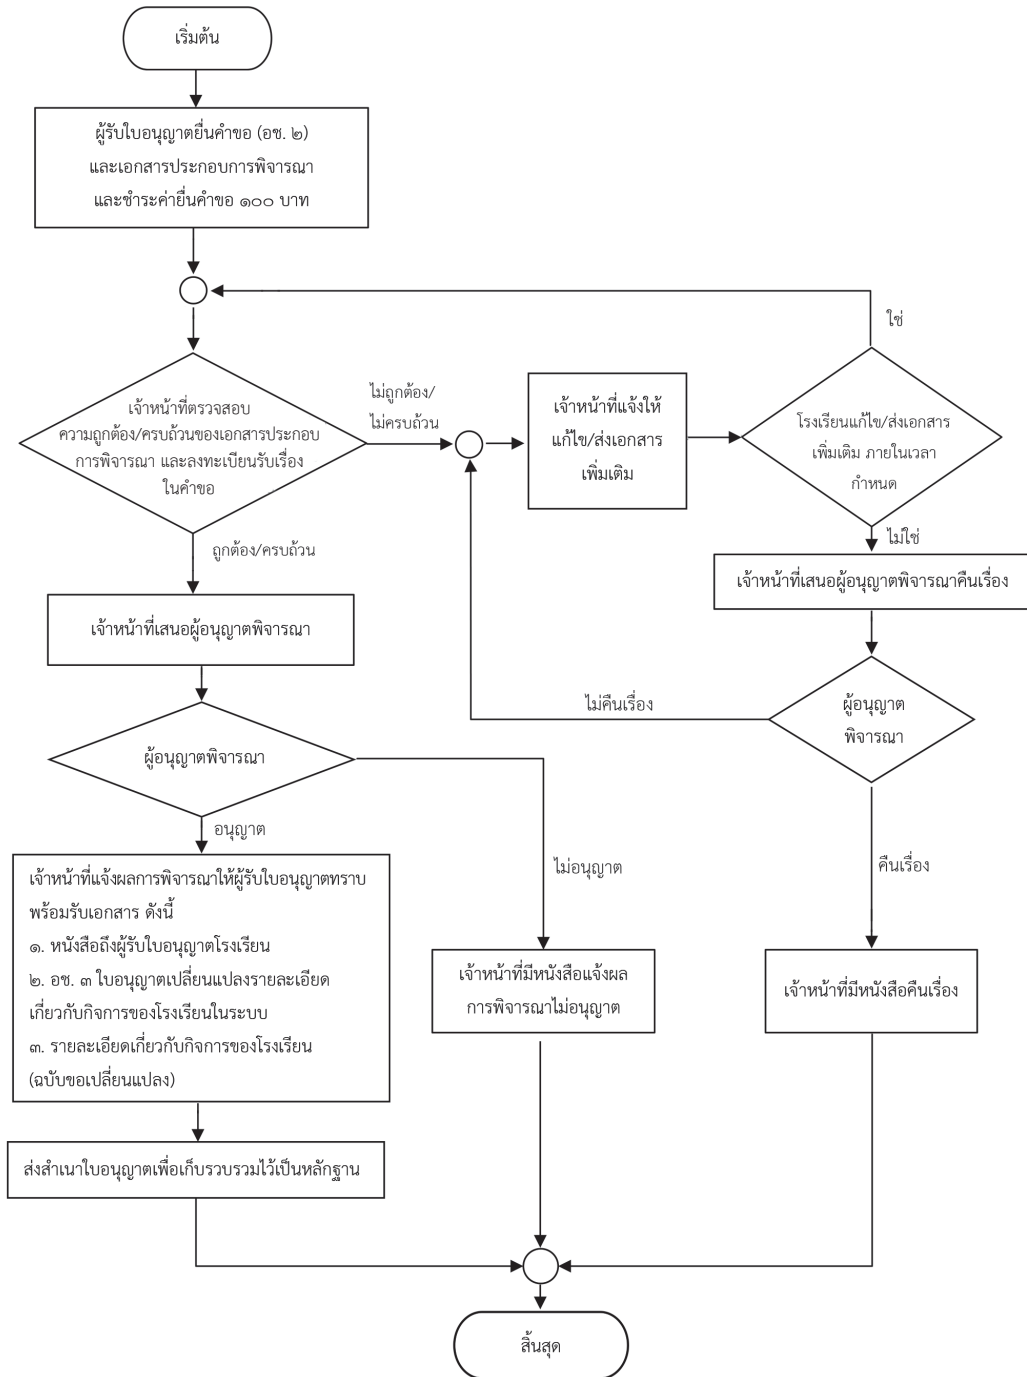 เริ่มต้น
ผู้รับใบอนุญาตยื่นคำขอ (อช. ๒)
และเอกสารประกอบการพิจารณา
และชำระค่ายื่นคำขอ ๑๐๐ บาท
ใช่
ไม่ถูกต้อง/
ไม่ครบถ้วน
เจ้าหน้าที่ตรวจสอบ
ความถูกต้อง/ครบถ้วนของเอกสารประกอบ
การพิจารณา และลงทะเบียนรับเรื่อง
ในคำขอ
เจ้าหน้าที่แจ้งให้
แก้ไข/ส่งเอกสาร
เพิ่มเติม
โรงเรียนแก้ไข/ส่งเอกสาร
เพิ่มเติม ภายในเวลา
กำหนด
ไม่ใช่
ถูกต้อง/ครบถ้วน
เจ้าหน้าที่เสนอผู้อนุญาตพิจารณาคืนเรื่อง
เจ้าหน้าที่เสนอผู้อนุญาตพิจารณา
ไม่คืนเรื่อง
ผู้อนุญาต
พิจารณา
ผู้อนุญาตพิจารณา
อนุญาต
ไม่อนุญาต
คืนเรื่อง
เจ้าหน้าที่แจ้งผลการพิจารณาให้ผู้รับใบอนุญาตทราบ
พร้อมรับเอกสาร ดังนี้
๑. หนังสือถึงผู้รับใบอนุญาตโรงเรียน
๒. อช. ๓ ใบอนุญาตเปลี่ยนแปลงรายละเอียด
เกี่ยวกับกิจการของโรงเรียนในระบบ
๓. รายละเอียดเกี่ยวกับกิจการของโรงเรียน
(ฉบับขอเปลี่ยนแปลง)
เจ้าหน้าที่มีหนังสือแจ้งผล
การพิจารณาไม่อนุญาต
เจ้าหน้าที่มีหนังสือคืนเรื่อง
ส่งสำเนาใบอนุญาตเพื่อเก็บรวบรวมไว้เป็นหลักฐาน
สิ้นสุด